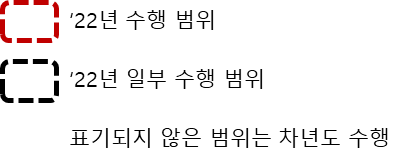 '22년 수행 범위
'22년 일부 수행 범위
표기되지 않은 범위는 차년도 수행